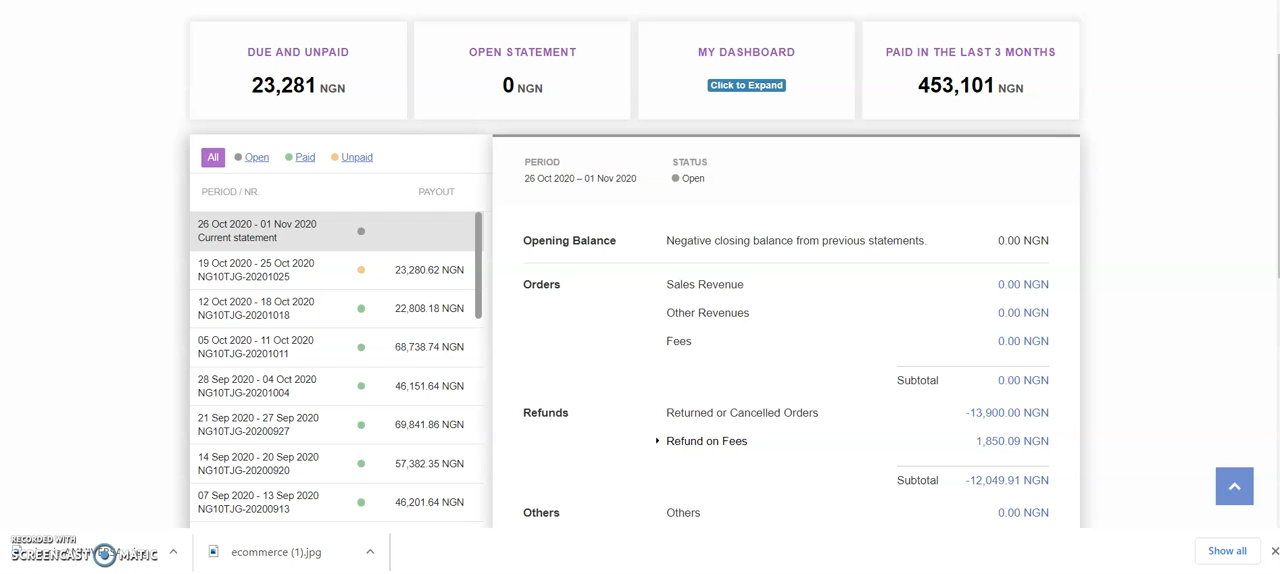 DUE AND UNPAID
23,281 NGN
OPEN STATEMENT
0 NGN
MY DASHBOARD
Click to Expand
PAID IN THE LAST 3 MONTHS
453,101 NGN
All Open Paid Unpaid
PERIOD / NR. PAYOUT
26 Oct 2020 - 01 Nov 2020
Current statement
19 Oct 2020 - 25 Oct 2020
NG10TJG-20201025
23,280.62 NGN
12 Oct 2020 - 18 Oct 2020
NG10TJG-20201018
22,808.18 NGN
05 Oct 2020 - 11 Oct 2020
NG10TJG-20201011
68,738.74 NGN
28 Sep 2020 - 04 Oct 2020
NG10TJG-20201004
46,151.64 NGN
21 Sep 2020 - 27 Sep 2020
NG10TJG-20200927
69,841.86 NGN
14 Sep 2020 - 20 Sep 2020
NG10TJG-20200920
57,382.35 NGN
07 Sep 2020 - 13 Sep 2020
NG10TJG-20200913
46,201.64 NGN
PERIOD STATUS
26 Oct 2020 – 01 Nov 2020 Open
Opening Balance Negative closing balance from previous statements. 0.00 NGN
Orders Sales Revenue 0.00 NGN
Other Revenues 0.00 NGN
Fees 0.00 NGN
Subtotal 0.00 NGN
Refunds Returned or Cancelled Orders -13,900.00 NGN
Refund on Fees 1,850.09 NGN
Subtotal -12,049.91 NGN
Others Others 0.00 NGN
RECORDED WITH
SCREENCAST MATIC
ecommerce (1).jpg
Show all